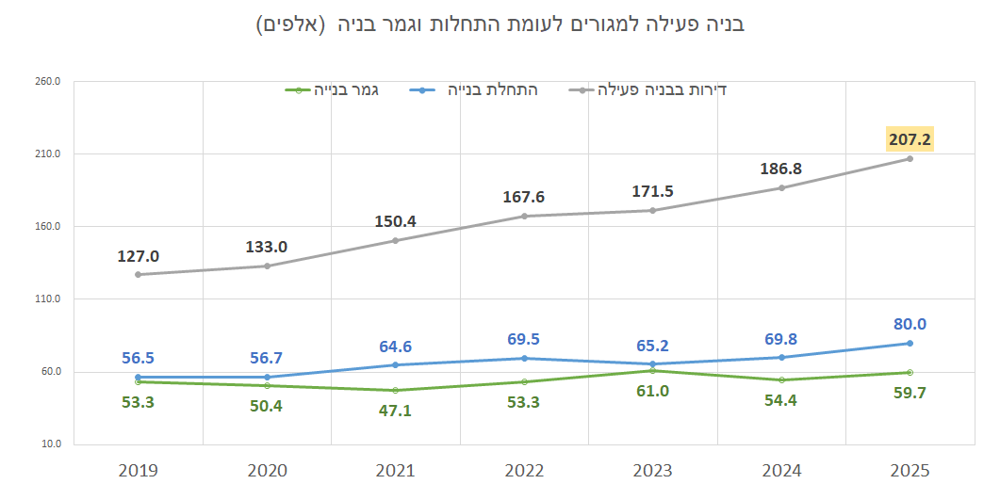 בניה פעילה למגורים לעומת התחלות וגמר בניה (אלפים)
דירות בבניה פעילה התחלת בנייה גמר בנייה
260.0
210.0
160.0
110.0
60.0
10.0
127.0 133.0 150.4 167.6 171.5 186.8 207.2
56.5 56.7 64.6 69.5 65.2 69.8 80.0
53.3 50.4 47.1 53.3 61.0 54.4 59.7
2019 2020 2021 2022 2023 2024 2025